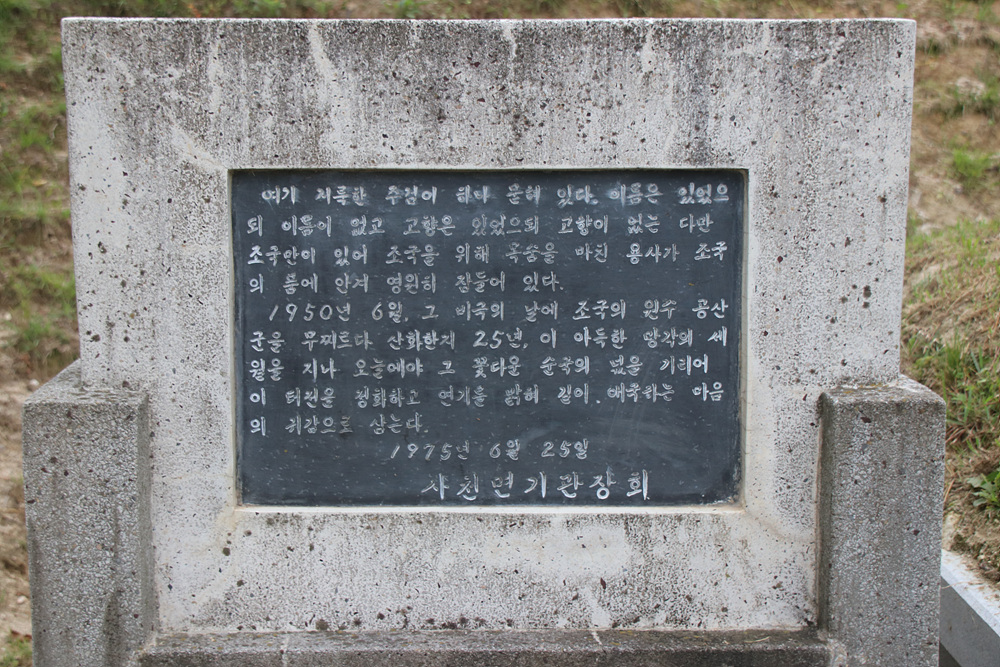 여기 거룩한 주검이 하나 묻혀 있다. 이름은 있었으
되 이름이 없고 고향은 있었으되 고향이 없는 다만
조국안이 있어 조국을 위해 목숨을 마친 용사가 조국
의 품에 안겨 영원히 잠들어 있다.
1950년 6월, 그 비극의 날에 조국의 원수 공산
군을 무찌르다 산화한지 25년, 이 아득한 망각의 세
월을 지나 오늘에야 그 꽃다운 순국의 넋을 기리어
이 터전을 정화하고 연기를 밝혀 길이, 애국하는 마음
의 귀감으로 삼는다.
1975년 6월 25일
사천면기관장회